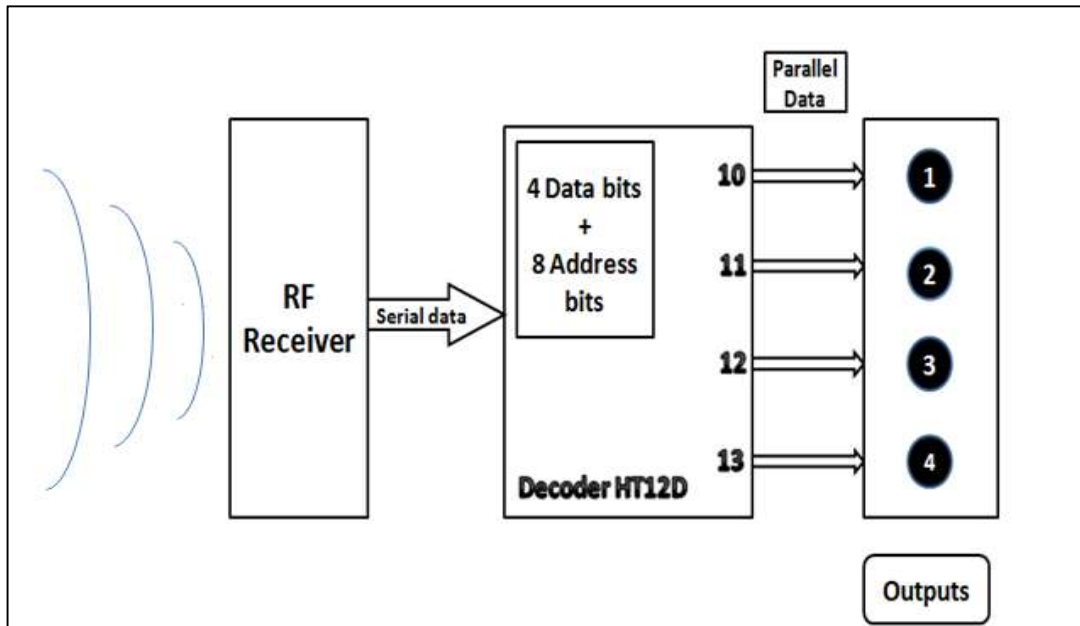 Parallel
Data
RF
Receiver
Serial data
4 Data bits
+
8 Address
bits
10
11
12
13
Decoder HT12D
1
2
3
4
Outputs